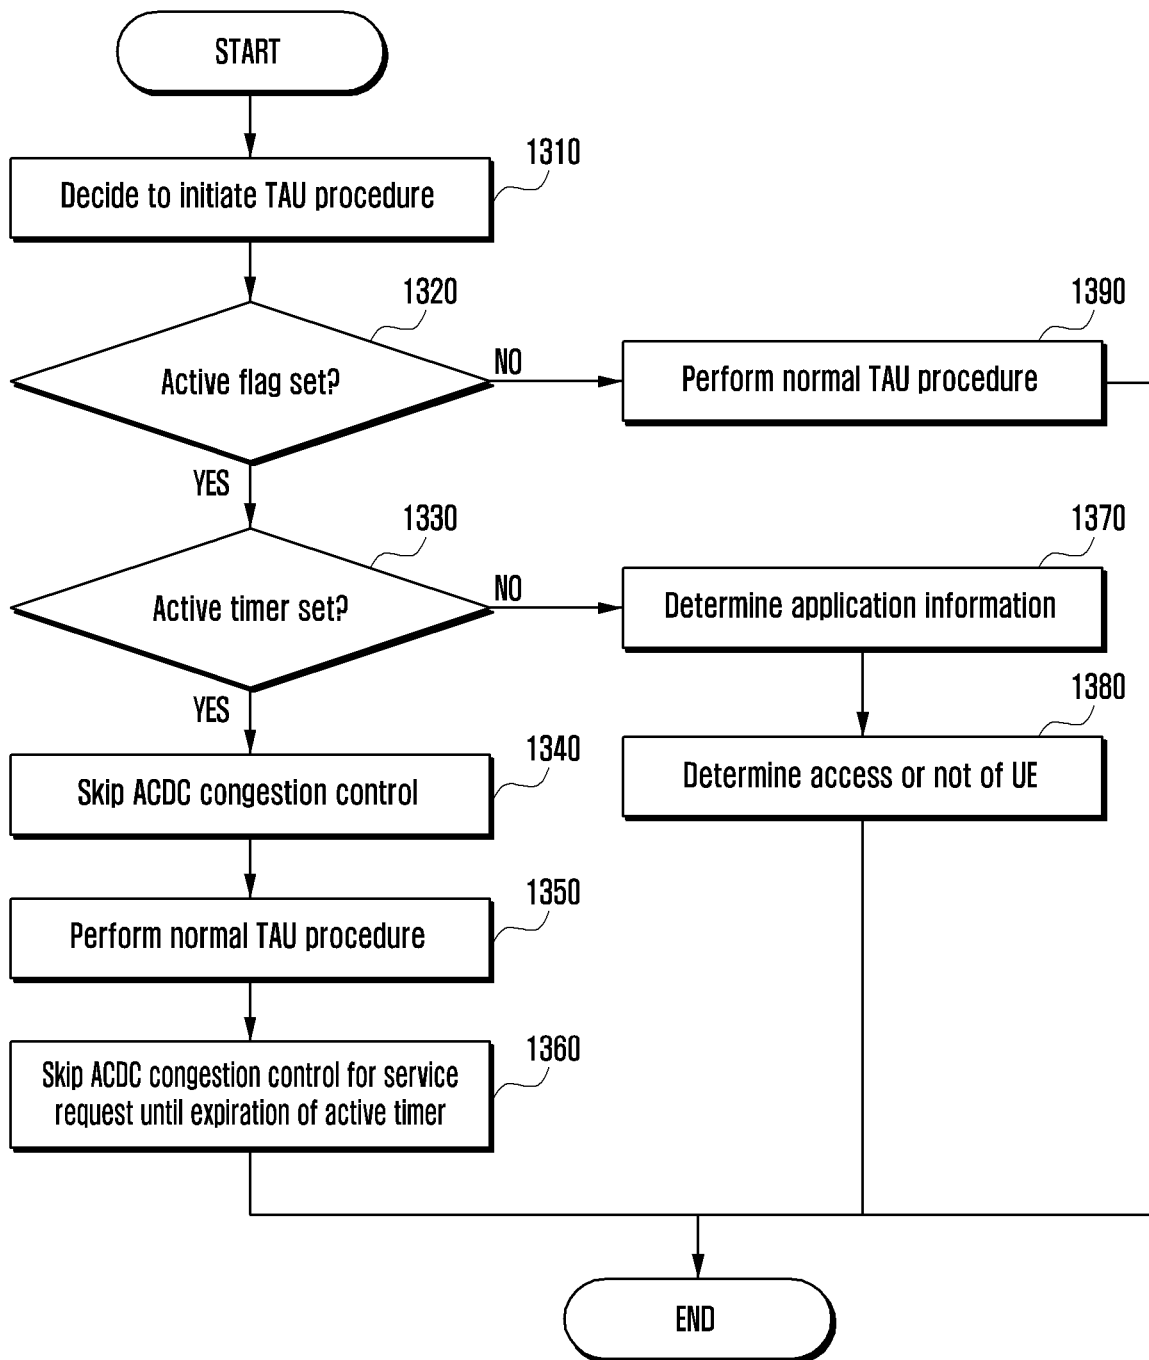 START
1310
Decide to initiate TAU procedure
1320
Active flag set?
NO
1390
Perform normal TAU procedure
YES
1330
Active timer set?
NO
1370
Determine application information
YES
1380
Determine access or not of UE
1340
Skip ACDC congestion control
1350
Perform normal TAU procedure
1360
Skip ACDC congestion control for service
request until expiration of active timer
END